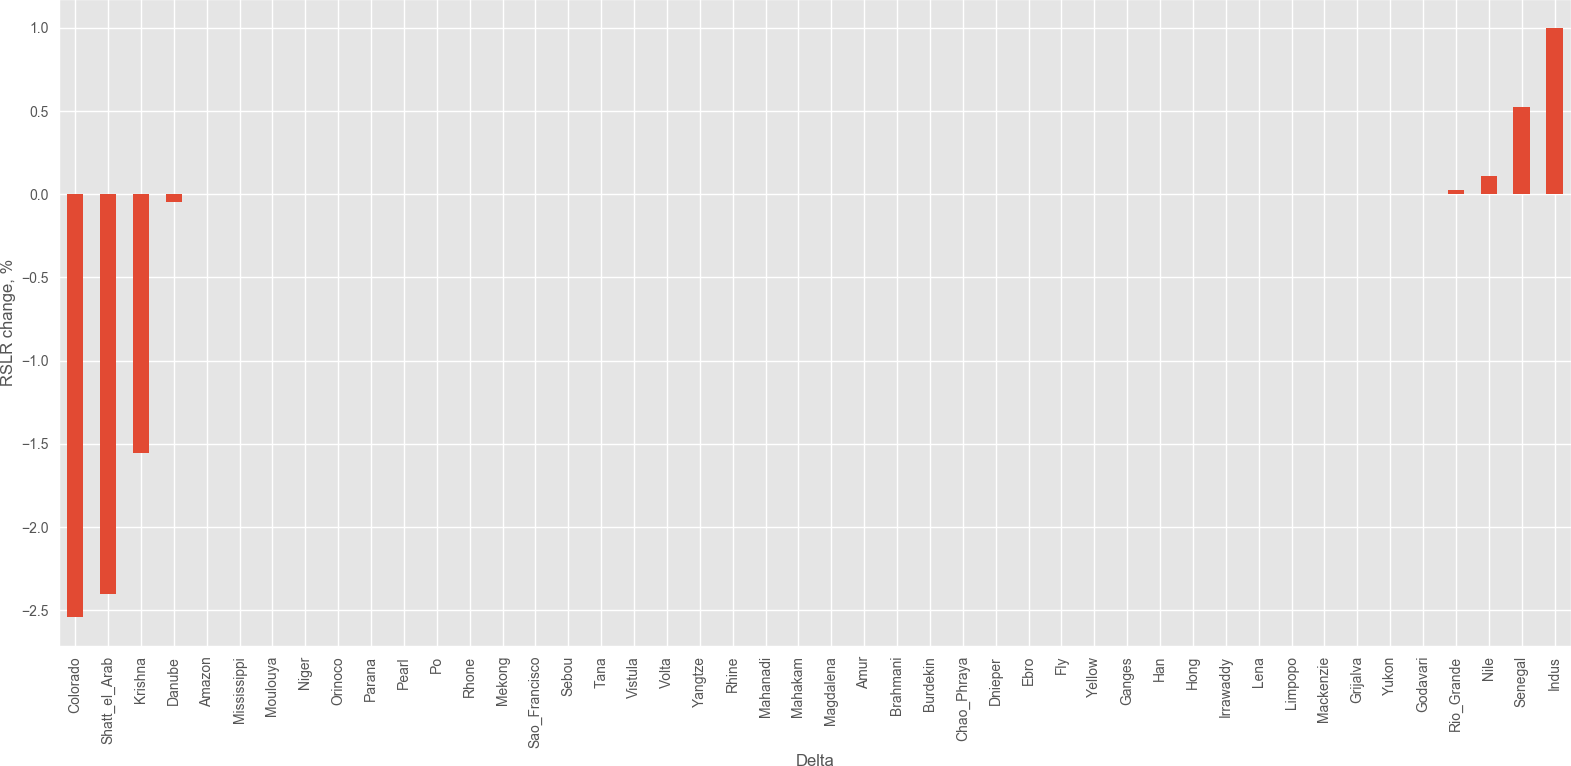 RSLR change, %
1.0
0.5
0.0
−0.5
−1.0
−1.5
−2.0
−2.5
Colorado
Shatt_el_Arab
Krishna
Danube
Amazon
Mississippi
Moulouya
Niger
Orinoco
Parana
Pearl
Po
Rhone
Mekong
Sao_Francisco
Sebou
Tana
Vistula
Volta
Yangtze
Rhine
Mahanadi
Mahakam
Magdalena
Amur
Brahmani
Burdekin
Chao_Phraya
Dnieper
Ebro
Fly
Yellow
Ganges
Han
Hong
Irrawaddy
Lena
Limpopo
Mackenzie
Grijalva
Yukon
Godavari
Rio_Grande
Nile
Senegal
Indus
Delta